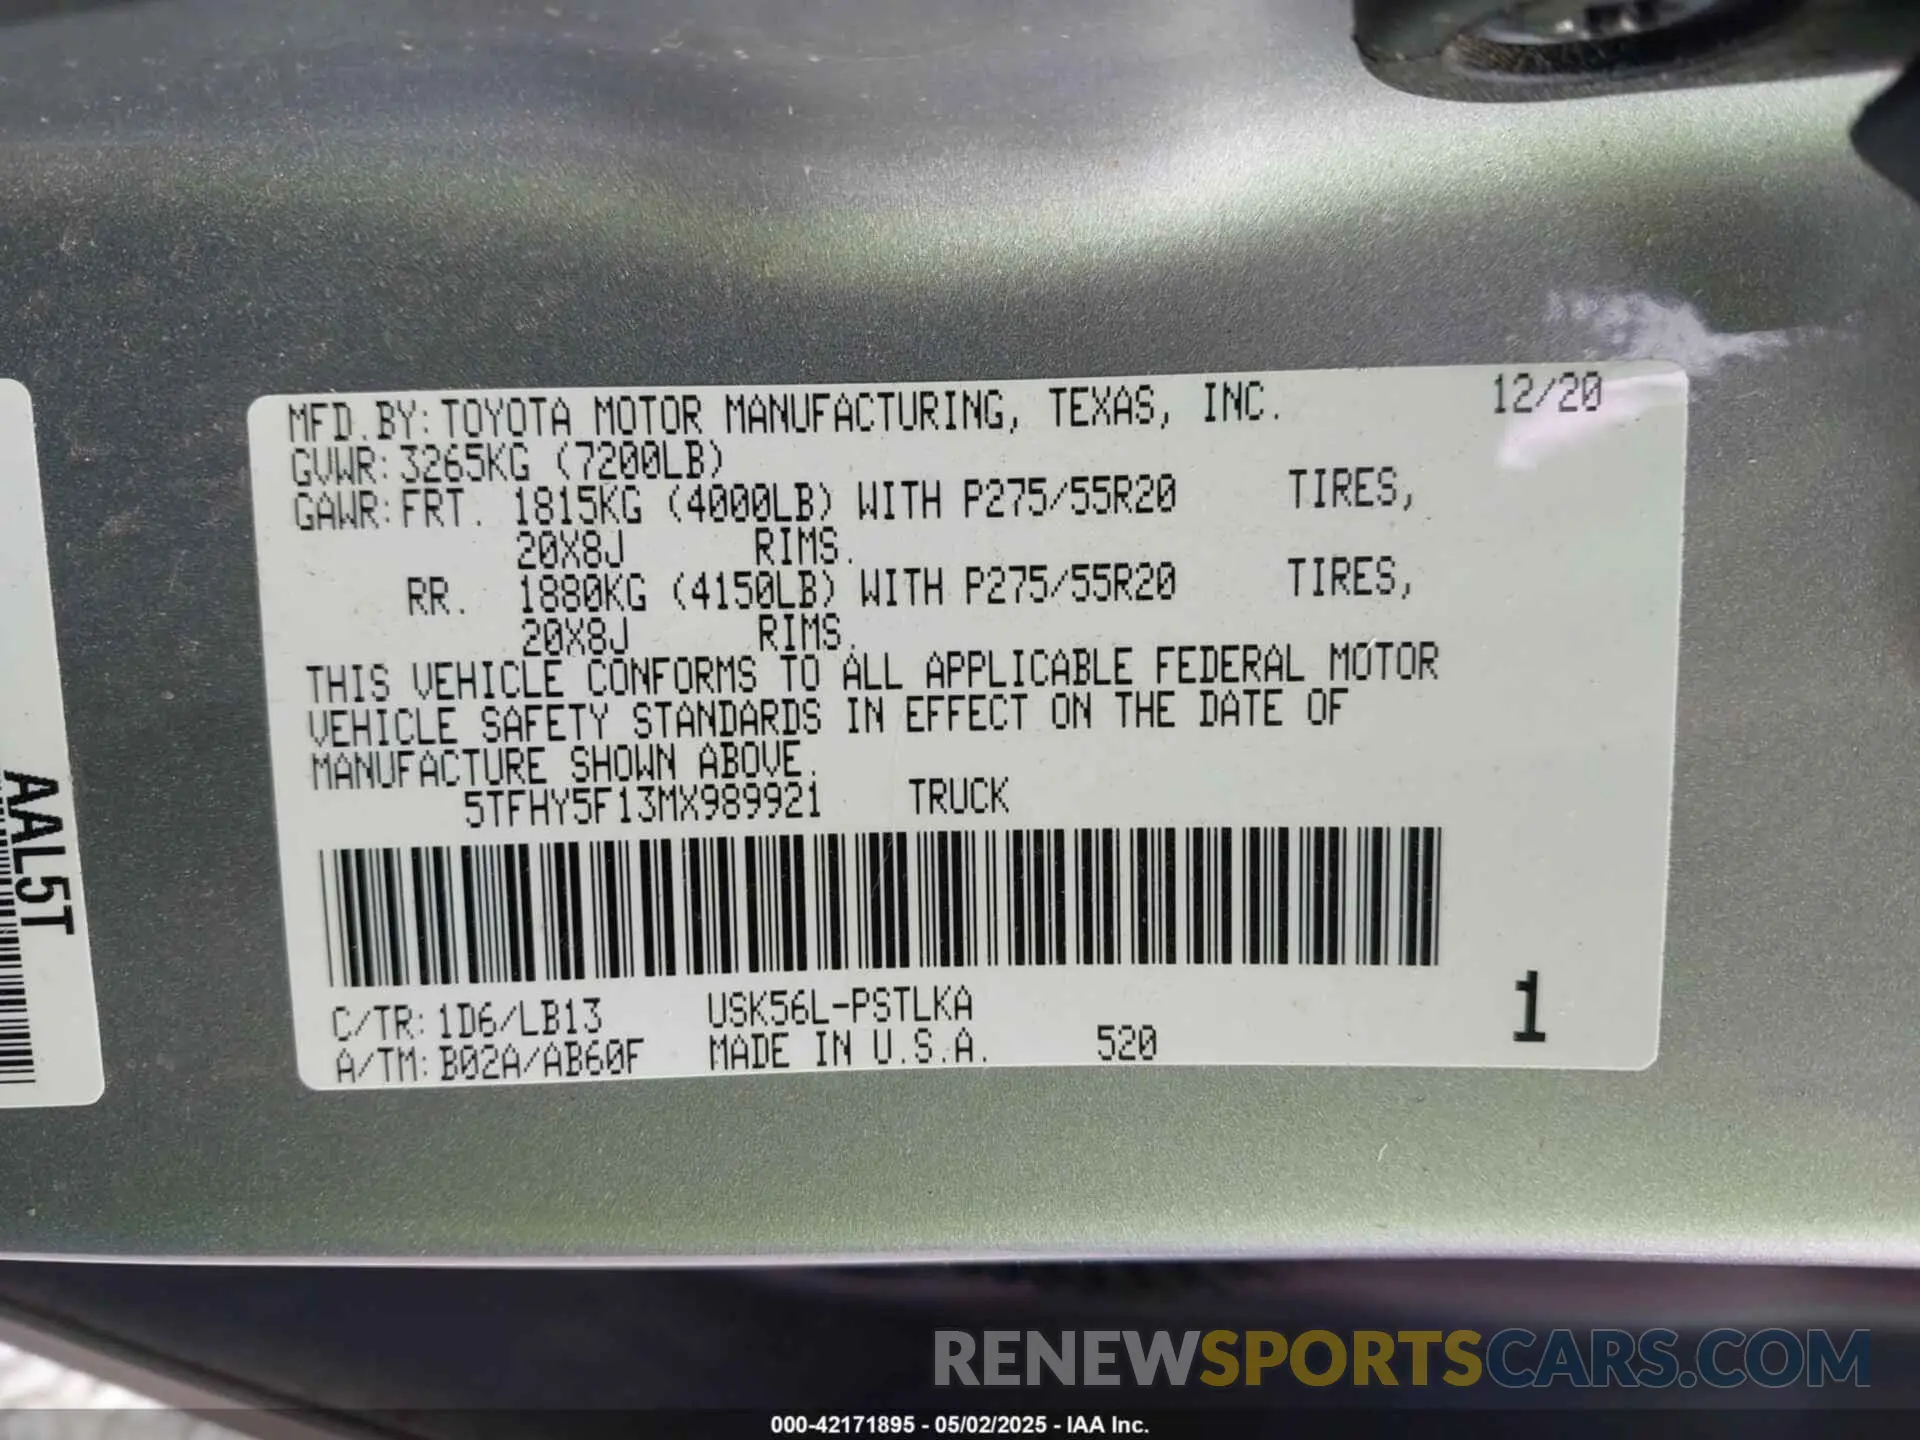 MFD.BY: TOYOTA MOTOR MANUFACTURING, TEXAS, INC. 12/20
GVWR: 3265KG (7200LB)
GAWR: FRT. 1815KG (4000LB) WITH P275/55R20 TIRES,
20X8J RIMS.
RR. 1880KG (4150LB) WITH P275/55R20 TIRES,
20X8J RIMS.
THIS VEHICLE CONFORMS TO ALL APPLICABLE FEDERAL MOTOR
VEHICLE SAFETY STANDARDS IN EFFECT ON THE DATE OF
MANUFACTURE SHOWN ABOVE.
5TFHY5F13MX989921 TRUCK
C/TR: 1D6/LB13 USK56L-PSTLKA
A/TM: B02A/AB60F MADE IN U.S.A. 520
1
AAL5T
RENEWSPORTSCARS.COM
000-42171895 - 05/02/2025 - IAA Inc.